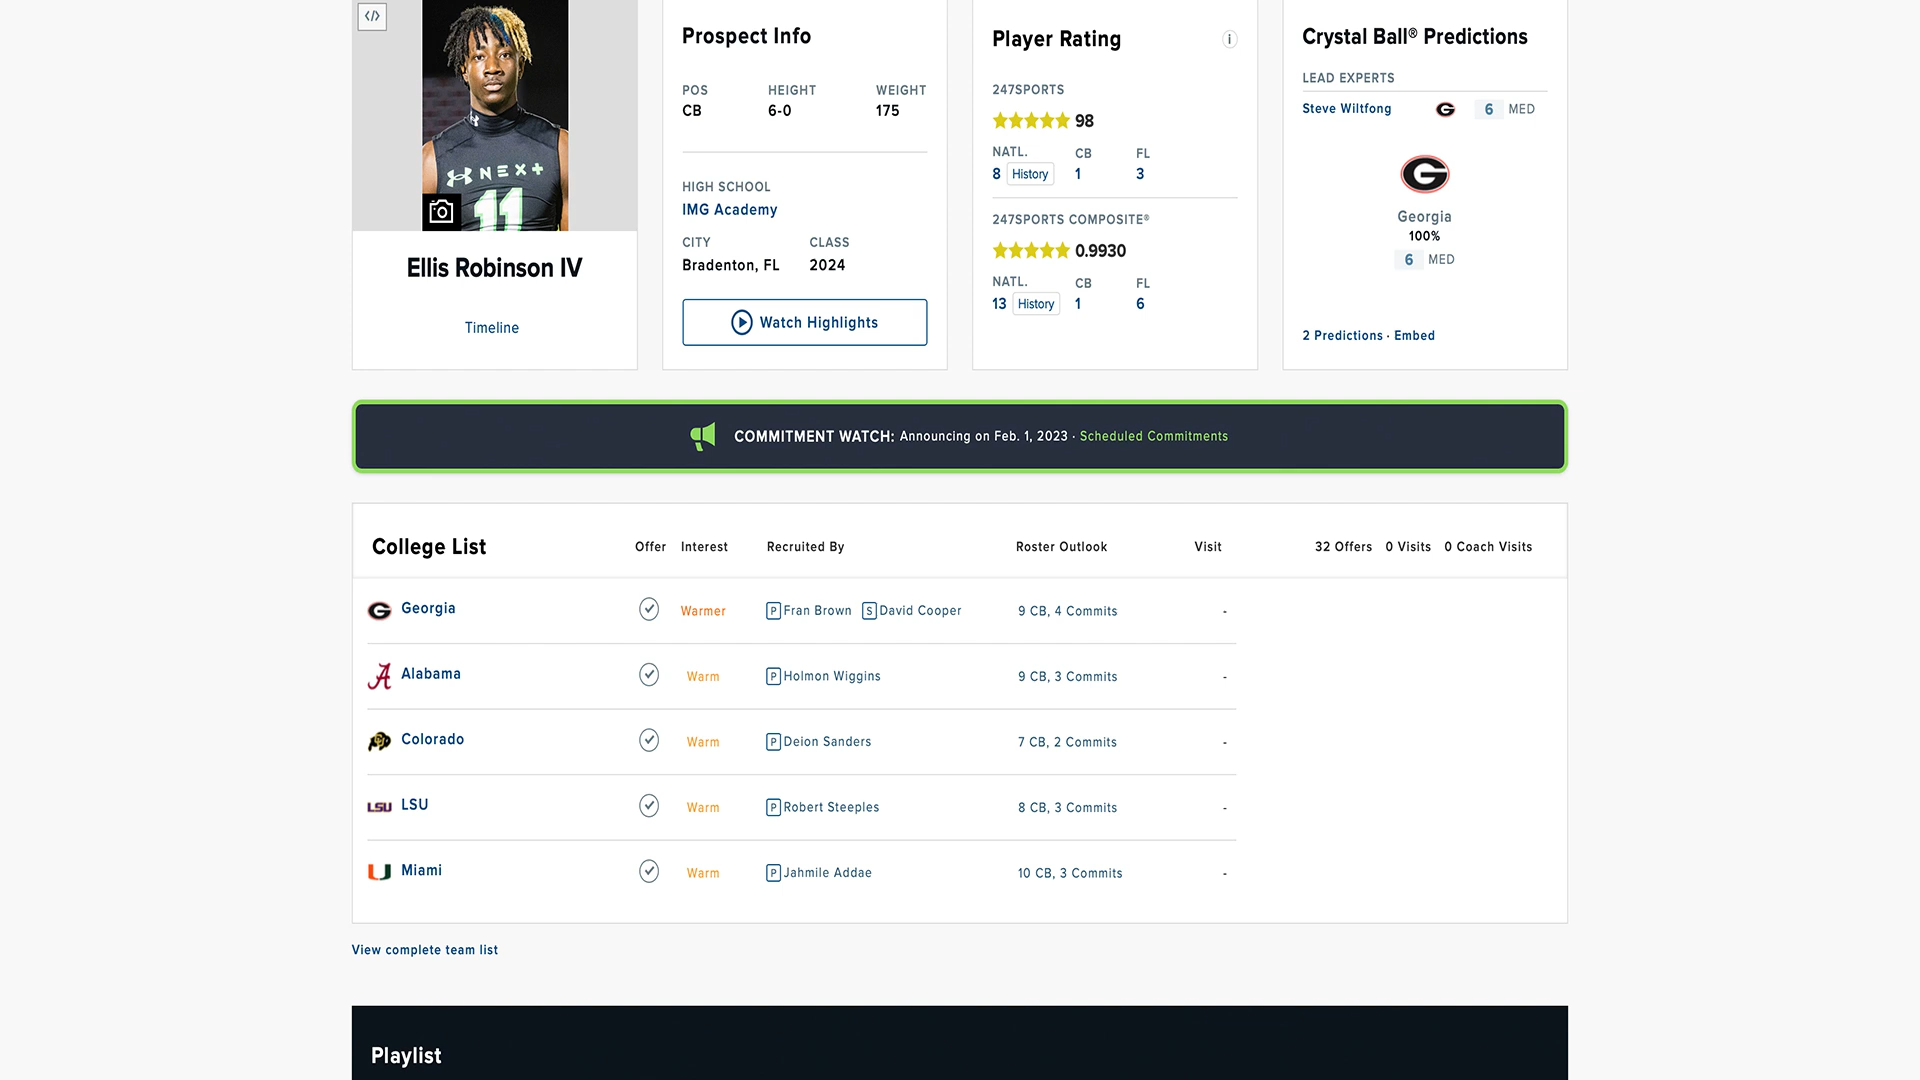 </>
NEXT
11
Ellis Robinson IV
Timeline
Prospect Info
POS HEIGHT WEIGHT
CB 6-0 175
HIGH SCHOOL
IMG Academy
CITY CLASS
Bradenton, FL 2024
Watch Highlights
Player Rating i
247SPORTS
98
NATL. CB FL
8 History 1 3
247SPORTS COMPOSITE®
0.9930
NATL. CB FL
13 History 1 6
Crystal Ball® Predictions
LEAD EXPERTS
Steve Wiltfong G 6 MED
G
Georgia
100%
6 MED
2 Predictions · Embed
COMMITMENT WATCH: Announcing on Feb. 1, 2023 · Scheduled Commitments
College List Offer Interest Recruited By Roster Outlook Visit 32 Offers 0 Visits 0 Coach Visits
G Georgia Warmer P Fran Brown S David Cooper 9 CB, 4 Commits -
A Alabama Warm P Holmon Wiggins 9 CB, 3 Commits -
CU Colorado Warm P Deion Sanders 7 CB, 2 Commits -
LSU LSU Warm P Robert Steeples 8 CB, 3 Commits -
U Miami Warm P Jahmile Addae 10 CB, 3 Commits -
View complete team list
Playlist